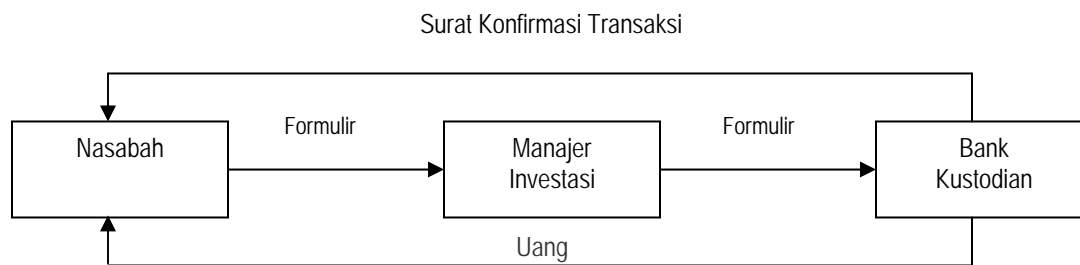 Surat Konfirmasi Transaksi
Formulir
Formulir
Nasabah
Manajer
Investasi
Bank
Kustodian
Uang